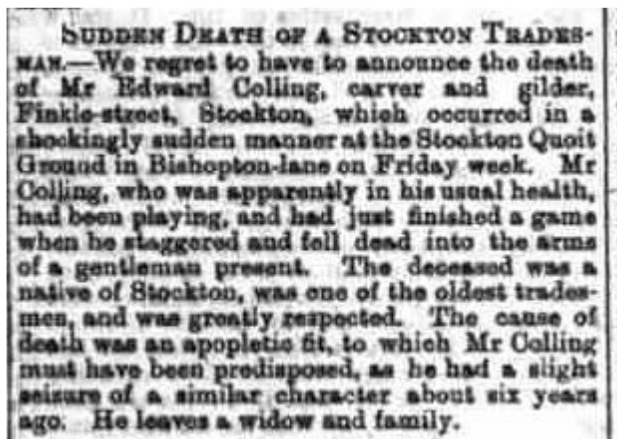 SUDDEN DEATH OF A STOCKTON TRADES-
MAN.—We regret to have to announce the death
of Mr Edward Colling, carver and gilder,
Finkle-street, Stockton, which occurred in a
shockingly sudden manner at the Stockton Quoit
Ground in Bishopton-lane on Friday week. Mr
Colling, who was apparently in his usual health,
had been playing, and had just finished a game
when he staggered and fell dead into the arms
of a gentleman present. The deceased was a
native of Stockton, was one of the oldest trades-
men, and was greatly respected. The cause of
death was an apopletic fit, to which Mr Colling
must have been predisposed, as he had a slight
seizure of a similar character about six years
ago. He leaves a widow and family.